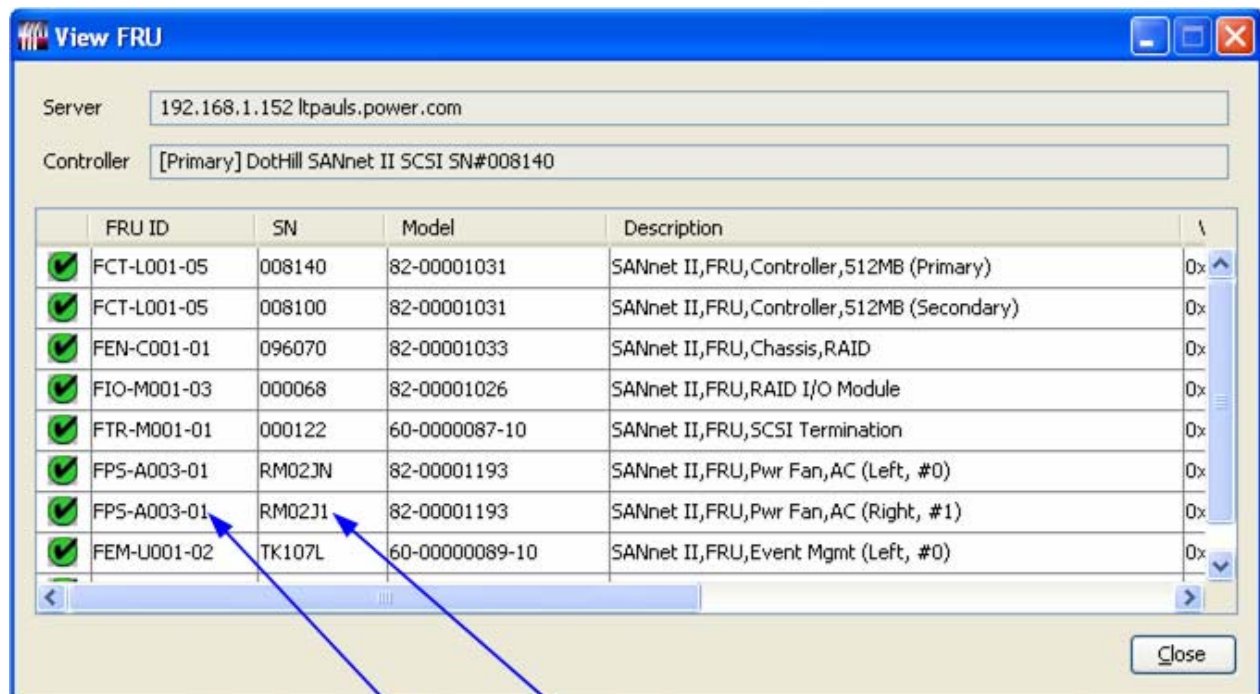 View FRU
Server 192.168.1.152 ltpauls.power.com
Controller [Primary] DotHill SANnet II SCSI SN#008140
FRU ID SN Model Description
FCT-L001-05 008140 82-00001031 SANnet II,FRU,Controller,512MB (Primary) 0x
FCT-L001-05 008100 82-00001031 SANnet II,FRU,Controller,512MB (Secondary) 0x
FEN-C001-01 096070 82-00001033 SANnet II,FRU,Chassis,RAID 0x
FIO-M001-03 000068 82-00001026 SANnet II,FRU,RAID I/O Module 0x
FTR-M001-01 000122 60-0000087-10 SANnet II,FRU,SCSI Termination 0x
FPS-A003-01 RM02JN 82-00001193 SANnet II,FRU,Pwr Fan,AC (Left, #0) 0x
FPS-A003-01 RM02J1 82-00001193 SANnet II,FRU,Pwr Fan,AC (Right, #1) 0x
FEM-U001-02 TK107L 60-00000089-10 SANnet II,FRU,Event Mgmt (Left, #0) 0x
Close